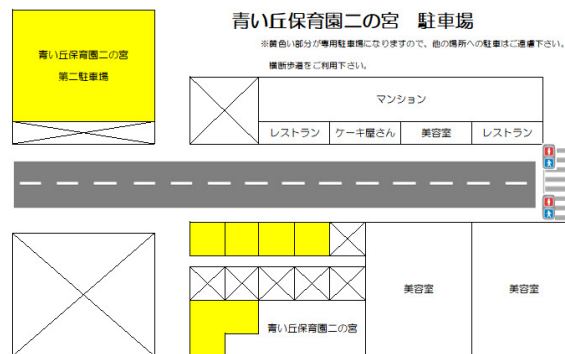 青い丘保育園二の宮 駐車場
※黄色い部分が専用駐車場になりますので、他の場所への駐車はご遠慮下さい。
横断歩道をご利用下さい。
青い丘保育園二の宮
第二駐車場
マンション
レストラン
ケーキ屋さん
美容室
レストラン
美容室
美容室
青い丘保育園二の宮